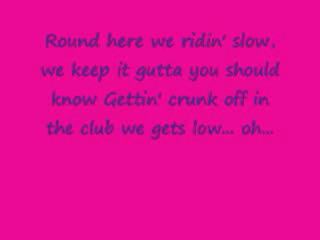 Round here we ridin' slow,
we keep it gutta you should
know Gettin' crunk off in
the club we gets low... oh...